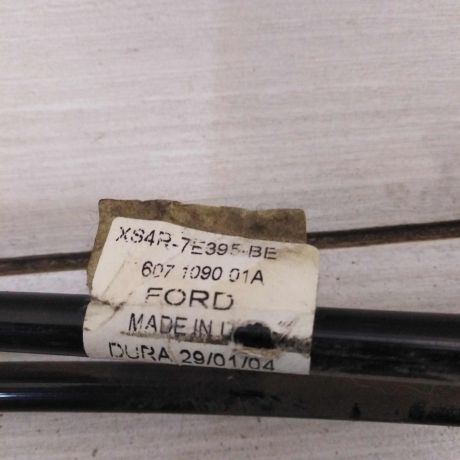 XS4R-7E395-BE
607 1090 01A
FORD
MADE IN
DURA 29/01/04